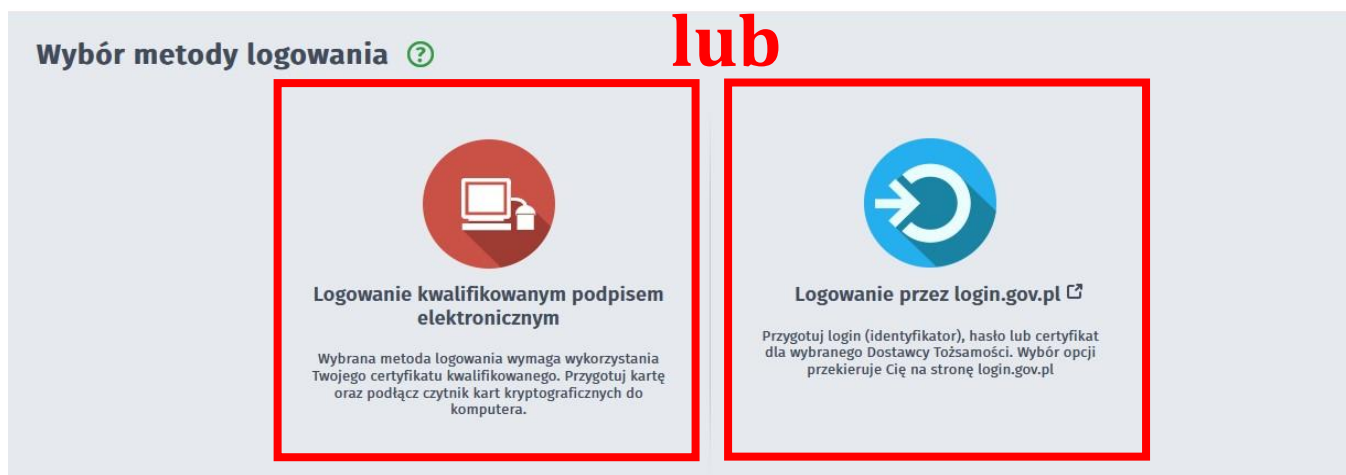 lub
Wybór metody logowania ?
Logowanie kwalifikowanym podpisem
elektronicznym
Wybrana metoda logowania wymaga wykorzystania
Twojego certyfikatu kwalifikowanego. Przygotuj kartę
oraz podłącz czytnik kart kryptograficznych do
komputera.
Logowanie przez login.gov.pl
Przygotuj login (identyfikator), hasło lub certyfikat
dla wybranego Dostawcy Tożsamości. Wybór opcji
przekieruje Cię na stronę login.gov.pl